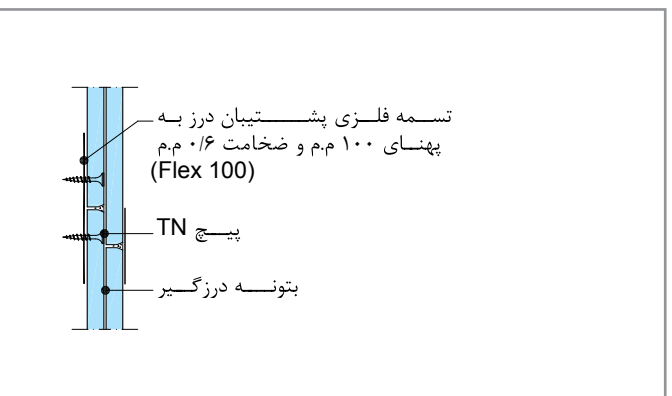 تسمه فلزی پشتیبان درز به
پهنای ۱۰۰ م.م و ضخامت ۰/۶ م.م
(Flex 100)
پیچ TN
بتونه درزگیر